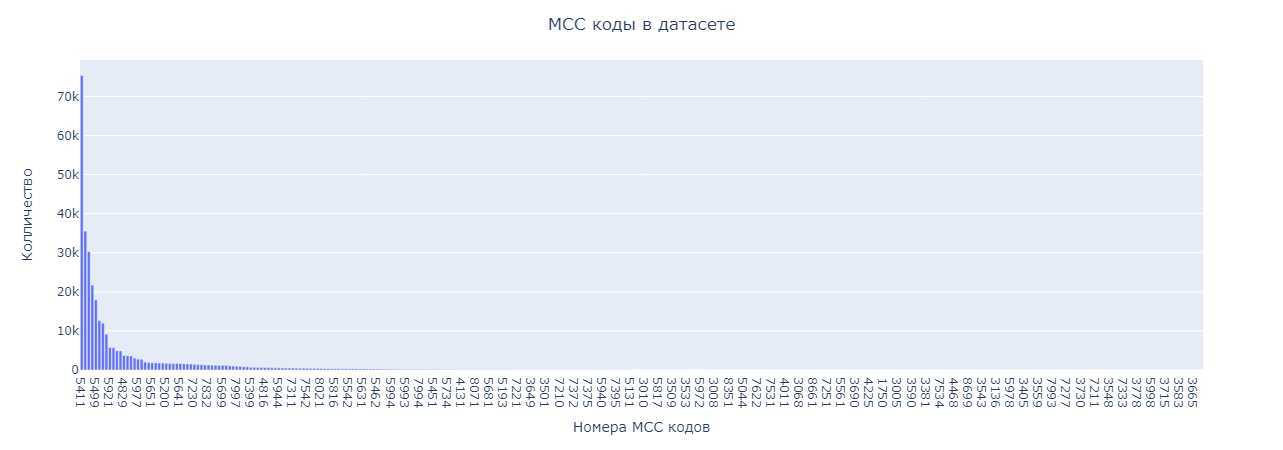 МСС коды в датасете
Колличество
70k
60k
50k
40k
30k
20k
10k
0
5411 5499 5921 4829 5977 5651 5200 5641 7230 7832 5699 7997 5399 4816 5944 7311 7542 8021 5816 5542 5631 5462 5994 5993 7994 5451 5734 4131 8071 5681 5193 7221 3649 3501 7210 7372 7375 5940 7395 5131 3010 5817 3509 3533 5972 3008 8351 5044 7622 7531 4011 3068 8661 7251 5561 3690 4225 1750 3005 3590 3381 7534 4468 8699 3543 3136 5978 3405 3559 7993 7277 3730 7211 3548 7333 3778 5998 3715 3583 3665
Номера МСС кодов